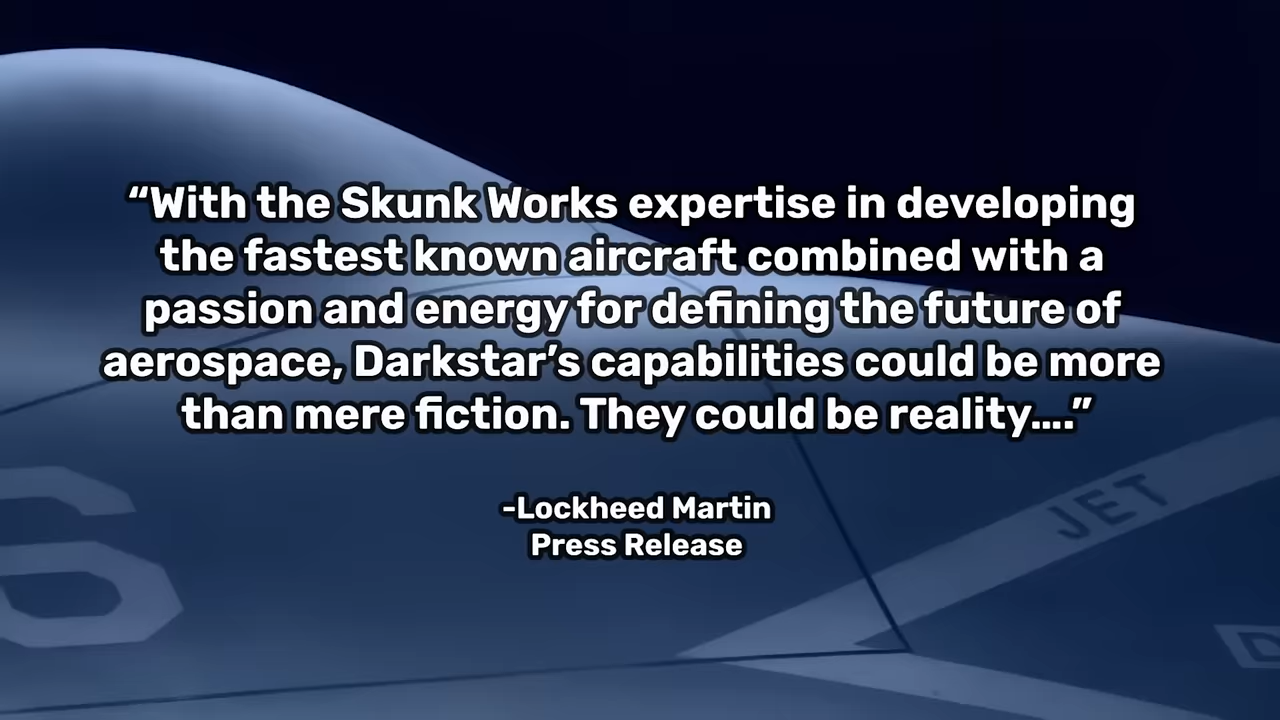 “With the Skunk Works expertise in developing
the fastest known aircraft combined with a
passion and energy for defining the future of
aerospace, Darkstar’s capabilities could be more
than mere fiction. They could be reality....”
-Lockheed Martin
Press Release
JET
6